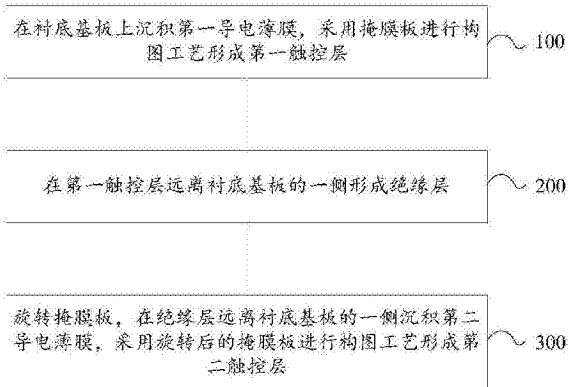 在衬底基板上沉积第一导电薄膜，采用掩膜板进行构
图工艺形成第一触控层
100
在第一触控层远离衬底基板的一侧形成绝缘层
200
旋转掩膜板，在绝缘层远离衬底基板的一侧沉积第二
导电薄膜，采用旋转后的掩膜板进行构图工艺形成第
二触控层
300